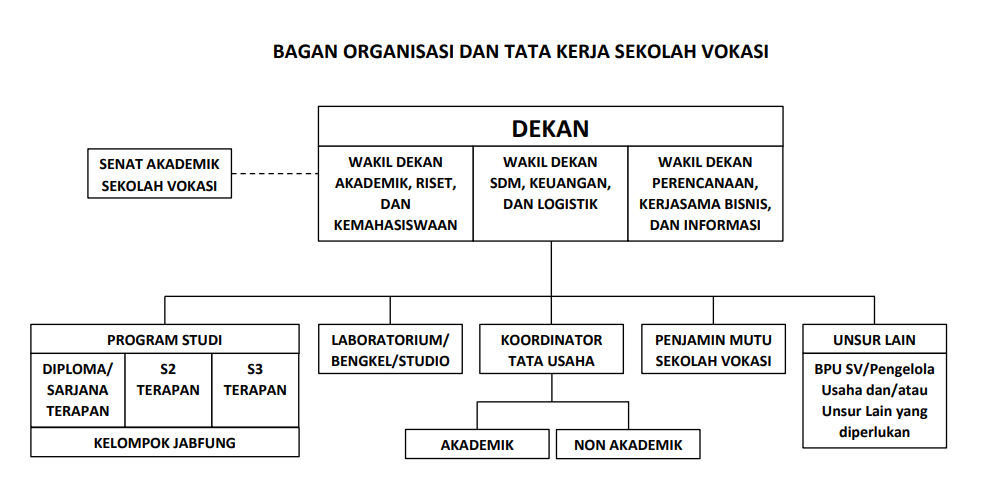 BAGAN ORGANISASI DAN TATA KERJA SEKOLAH VOKASI
DEKAN
SENAT AKADEMIK
SEKOLAH VOKASI
WAKIL DEKAN
AKADEMIK, RISET,
DAN
KEMAHASISWAAN
WAKIL DEKAN
SDM, KEUANGAN,
DAN LOGISTIK
WAKIL DEKAN
PERENCANAAN,
KERJASAMA BISNIS,
DAN INFORMASI
PROGRAM STUDI
DIPLOMA/
SARJANA
TERAPAN
S2
TERAPAN
S3
TERAPAN
KELOMPOK JABFUNG
LABORATORIUM/
BENGKEL/STUDIO
KOORDINATOR
TATA USAHA
AKADEMIK
NON AKADEMIK
PENJAMIN MUTU
SEKOLAH VOKASI
UNSUR LAIN
BPU SV/Pengelola
Usaha dan/atau
Unsur Lain yang
diperlukan